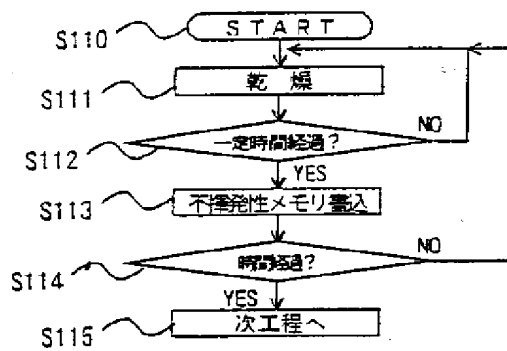 S110 START
S111 乾 燥
S112 一定時間経過? NO
YES
S113 不揮発性メモリ書込
S114 時間経過? NO
YES
S115 次工程へ